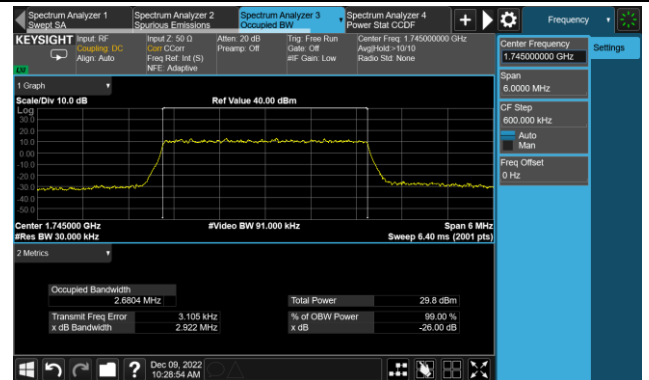 Spectrum Analyzer 1
Swept SA
Spectrum Analyzer 2
Spurious Emissions
Spectrum Analyzer 3
Occupied BW
Spectrum Analyzer 4
Power Stat CCDF
Frequency
KEYSIGHT
Input: RF
Coupling: DC
Align: Auto
Input Z: 50 Ω
Corr CCorr
Freq Ref: Int (S)
NFE: Adaptive
Atten: 20 dB
Preamp: Off
Trig: Free Run
Gate: Off
#IF Gain: Low
Center Freq: 1.745000000 GHz
Avg|Hold:>10/10
Radio Std: None
LXI
Center Frequency
1.745000000 GHz
Settings
Span
6.0000 MHz
CF Step
600.000 kHz
Auto
Man
Freq Offset
0 Hz
1 Graph
Scale/Div 10.0 dB
Ref Value 40.00 dBm
Log
30.0
20.0
10.0
0.00
-10.0
-20.0
-30.0
-40.0
-50.0
Center 1.745000 GHz
#Video BW 91.000 kHz
Span 6 MHz
#Res BW 30.000 kHz
Sweep 6.40 ms (2001 pts)
2 Metrics
Occupied Bandwidth
2.6804 MHz
Total Power 29.8 dBm
Transmit Freq Error 3.105 kHz
% of OBW Power 99.00 %
x dB Bandwidth 2.922 MHz
x dB -26.00 dB
Dec 09, 2022
10:28:54 AM